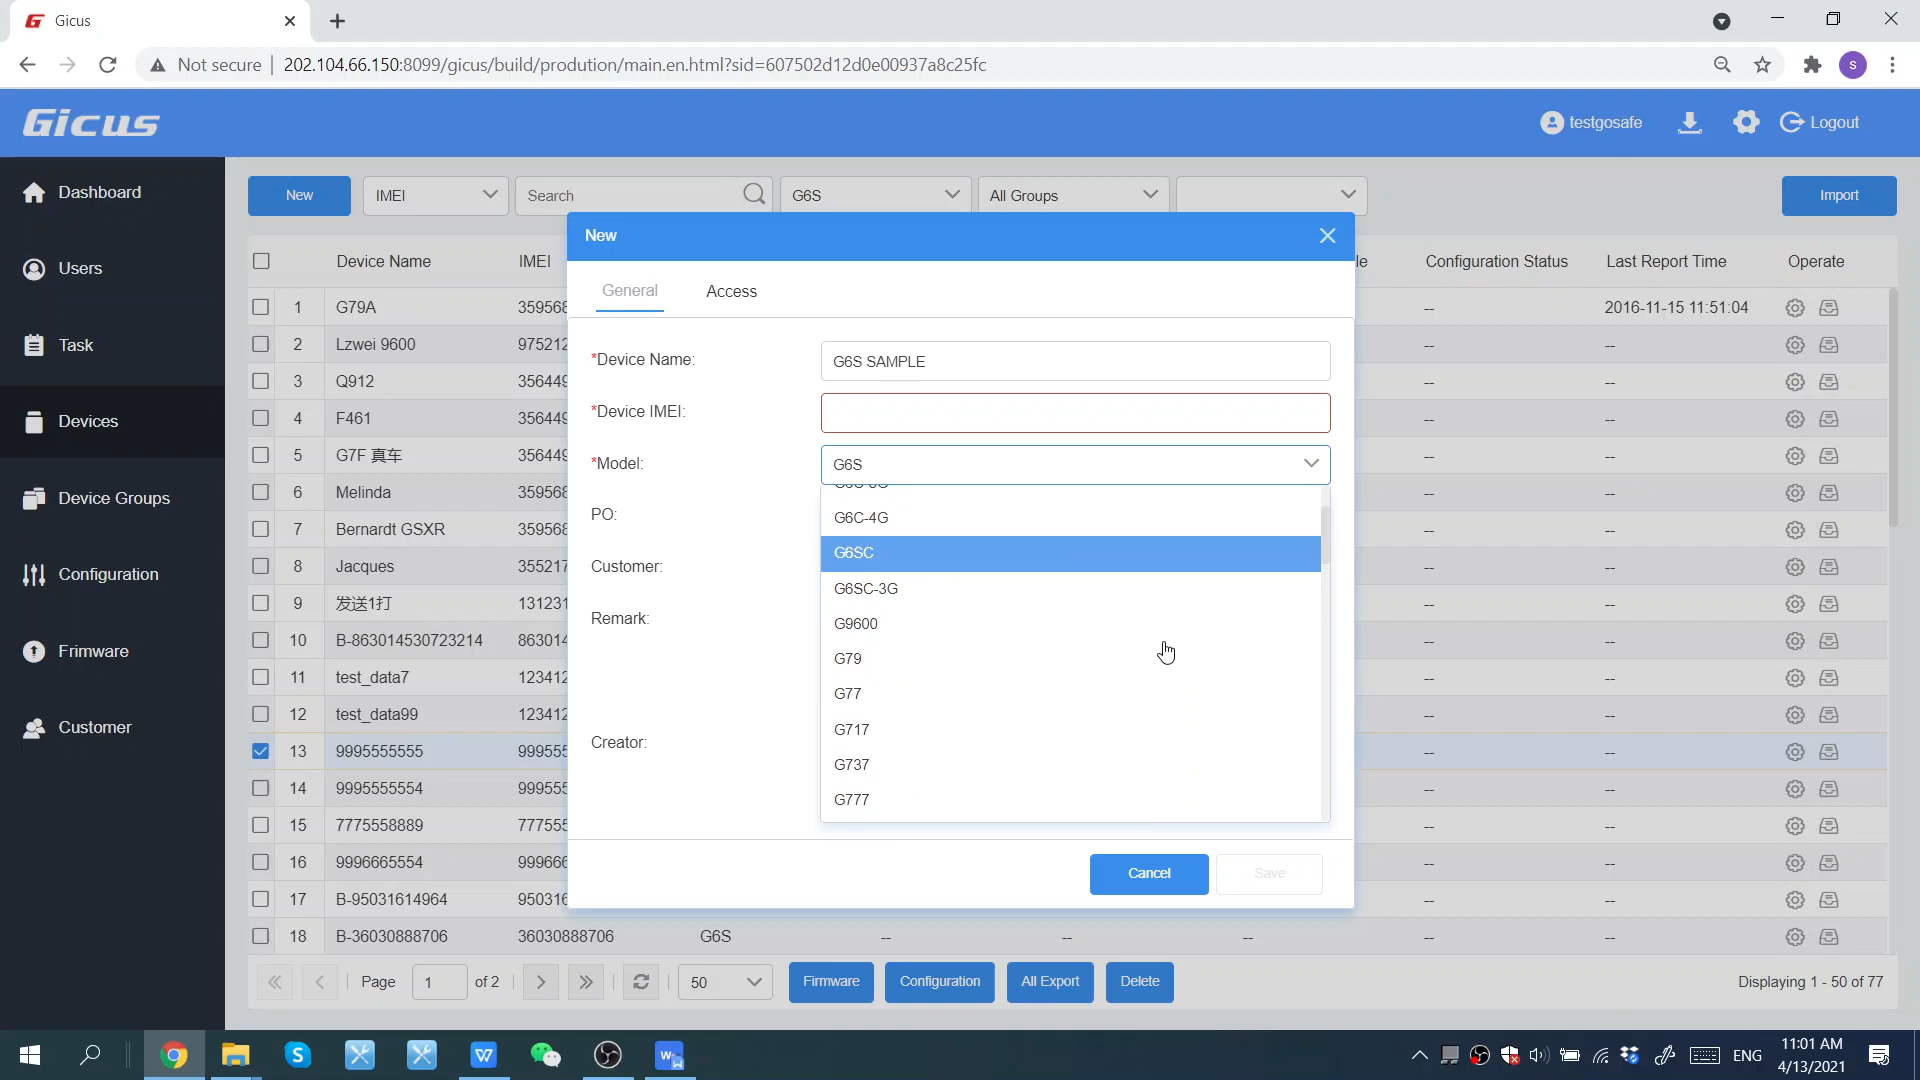 Gicus
Not secure | 202.104.66.150:8099/gicus/build/prodution/main.en.html?sid=607502d12d0e00937a8c25fc
s
Gicus
testgosafe
Logout
Dashboard
Users
Task
Devices
Device Groups
Configuration
Frimware
Customer
New
IMEI
Search
G6S
All Groups
Import
Device Name IMEI le Configuration Status Last Report Time Operate
1 G79A 359568 -- 2016-11-15 11:51:04
2 Lzwei 9600 975212 -- --
3 Q912 356449 -- --
4 F461 356449 -- --
5 G7F 真车 356449 -- --
6 Melinda 359568 -- --
7 Bernardt GSXR 359568 -- --
8 Jacques 355217 -- --
9 发送1打 131231 -- --
10 B-863014530723214 863014 -- --
11 test_data7 123412 -- --
12 test_data99 123412 -- --
13 9995555555 999555 -- --
14 9995555554 999555 -- --
15 7775558889 777555 -- --
16 9996665554 999666 -- --
17 B-95031614964 950316 -- --
18 B-36030888706 36030888706 G6S -- -- -- -- --
New
General
Access
*Device Name:
G6S SAMPLE
*Device IMEI:
*Model:
G6S
PO:
Customer:
Remark:
Creator:
G6C-4G
G6SC
G6SC-3G
G9600
G79
G77
G717
G737
G777
Cancel
Save
Page 1 of 2
50
Firmware
Configuration
All Export
Delete
Displaying 1 - 50 of 77
ENG
11:01 AM
4/13/2021